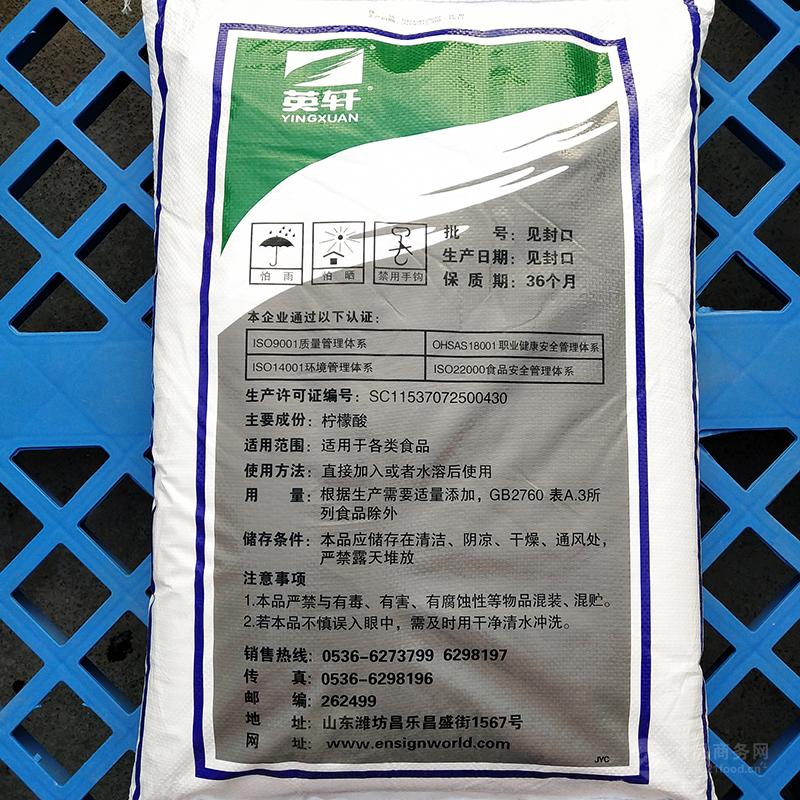 英轩®
YINGXUAN
怕雨
怕晒
禁用手钩
批 号：见封口
生产日期：见封口
保 质 期：36个月
本企业通过以下认证：
ISO9001质量管理体系
OHSAS18001职业健康安全管理体系
ISO14001环境管理体系
ISO22000食品安全管理体系
生产许可证编号：SC11537072500430
主要成份：柠檬酸
适用范围：适用于各类食品
使用方法：直接加入或者水溶后使用
用 量：根据生产需要适量添加，GB2760 表A.3所
列食品除外
储存条件：本品应储存在清洁、阴凉、干燥、通风处，
严禁露天堆放
注意事项
1.本品严禁与有毒、有害、有腐蚀性等物品混装、混贮。
2.若本品不慎误入眼中，需及时用干净清水冲洗。
销售热线：0536-6273799 6298197
传 真：0536-6298196
邮 编：262499
地 址：山东潍坊昌乐昌盛街1567号
网 址：www.ensignworld.com
JYC
商务网
food.cn